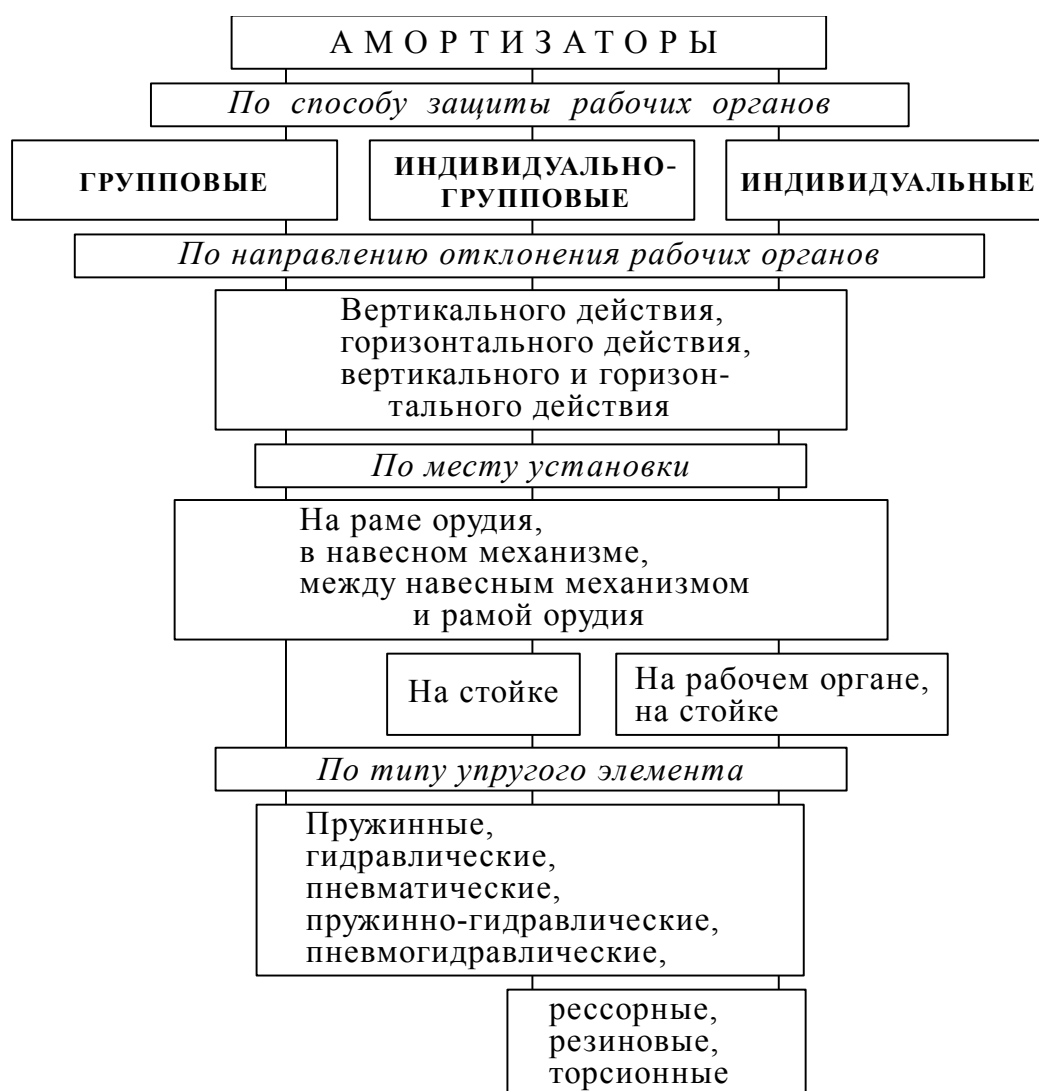 АМОРТИЗАТОРЫ
По способу защиты рабочих органов
ГРУППОВЫЕ
ИНДИВИДУАЛЬНО-
ГРУППОВЫЕ
ИНДИВИДУАЛЬНЫЕ
По направлению отклонения рабочих органов
Вертикального действия,
горизонтального действия,
вертикального и горизон-
тального действия
По месту установки
На раме орудия,
в навесном механизме,
между навесным механизмом
и рамой орудия
На стойке
На рабочем органе,
на стойке
По типу упругого элемента
Пружинные,
гидравлические,
пневматические,
пружинно-гидравлические,
пневмогидравлические,
рессорные,
резиновые,
торсионные